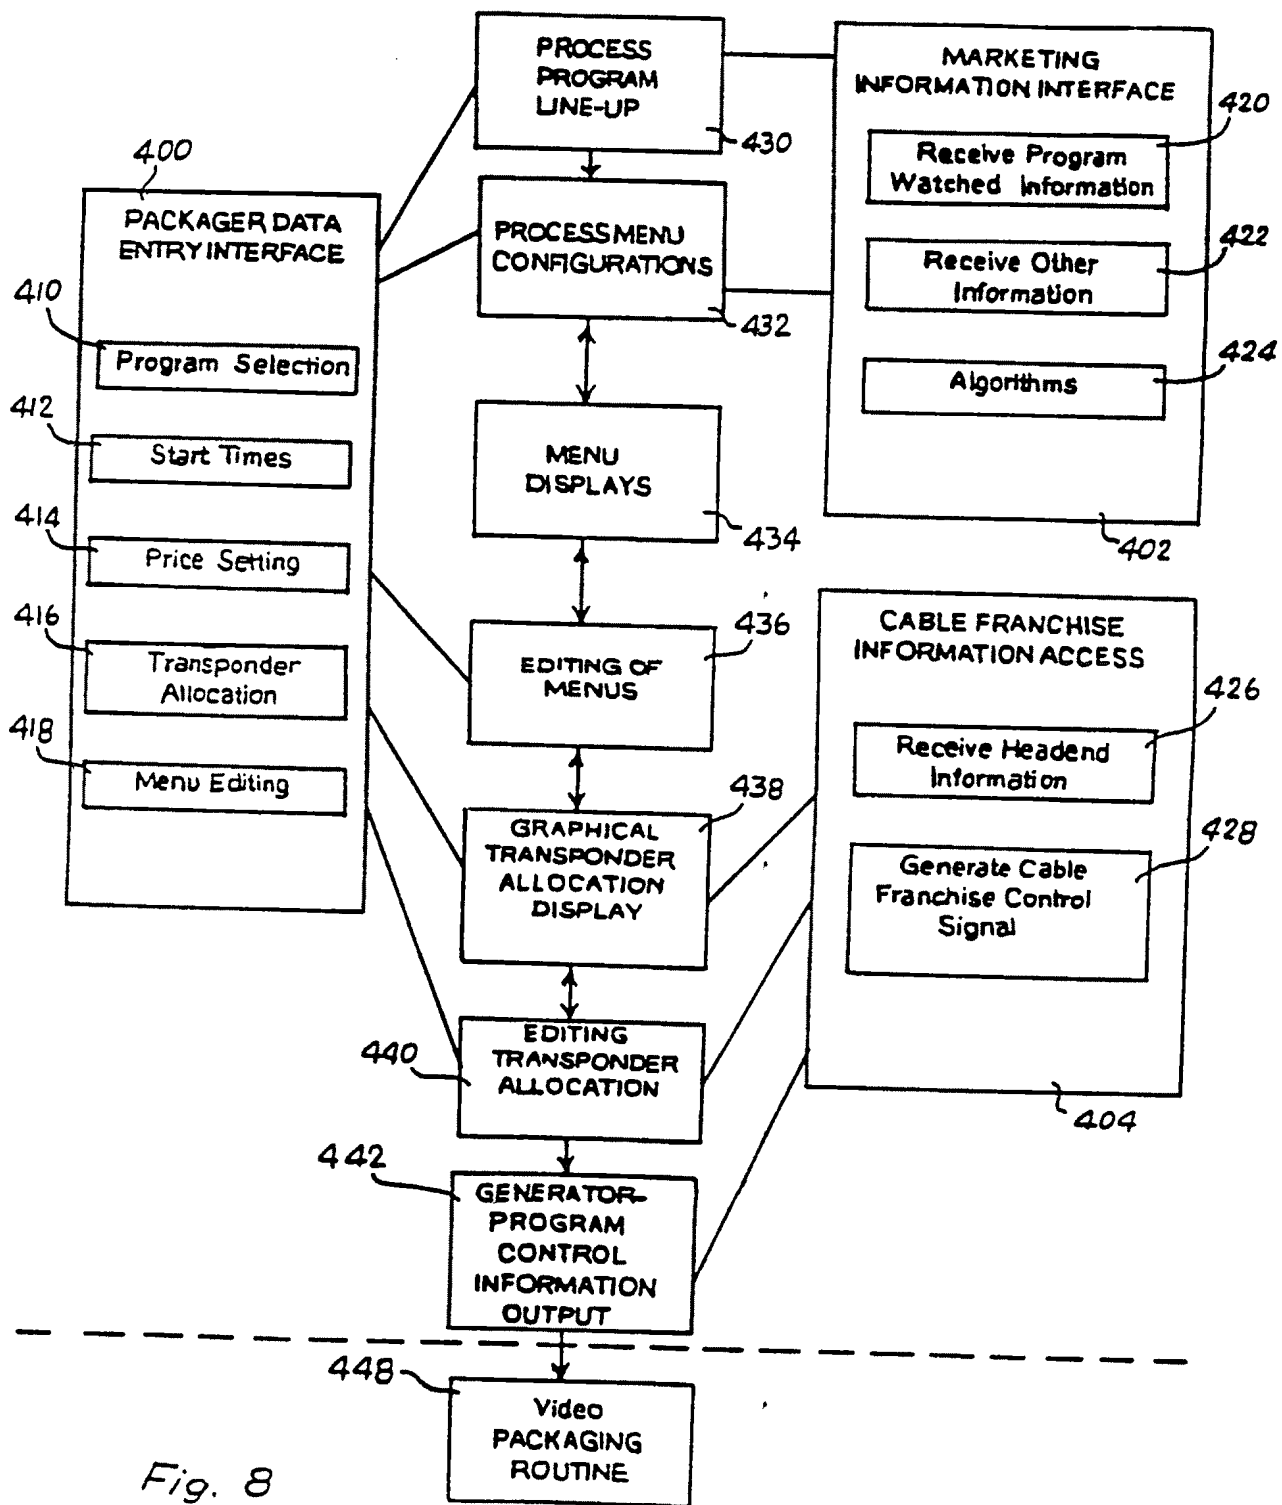 PROCESS
PROGRAM
LINE-UP
430
MARKETING
INFORMATION INTERFACE
420
Receive Program
Watched Information
422
Receive Other
Information
424
Algorithms
402
400
PACKAGER DATA
ENTRY INTERFACE
410
Program Selection
412
Start Times
414
Price Setting
416
Transponder
Allocation
418
Menu Editing
PROCESS MENU
CONFIGURATIONS
432
MENU
DISPLAYS
434
436
EDITING OF
MENUS
CABLE FRANCHISE
INFORMATION ACCESS
426
Receive Headend
Information
428
Generate Cable
Franchise Control
Signal
404
438
GRAPHICAL
TRANSPONDER
ALLOCATION
DISPLAY
440
EDITING
TRANSPONDER
ALLOCATION
442
GENERATOR-
PROGRAM
CONTROL
INFORMATION
OUTPUT
448
Video
PACKAGING
ROUTINE
Fig. 8